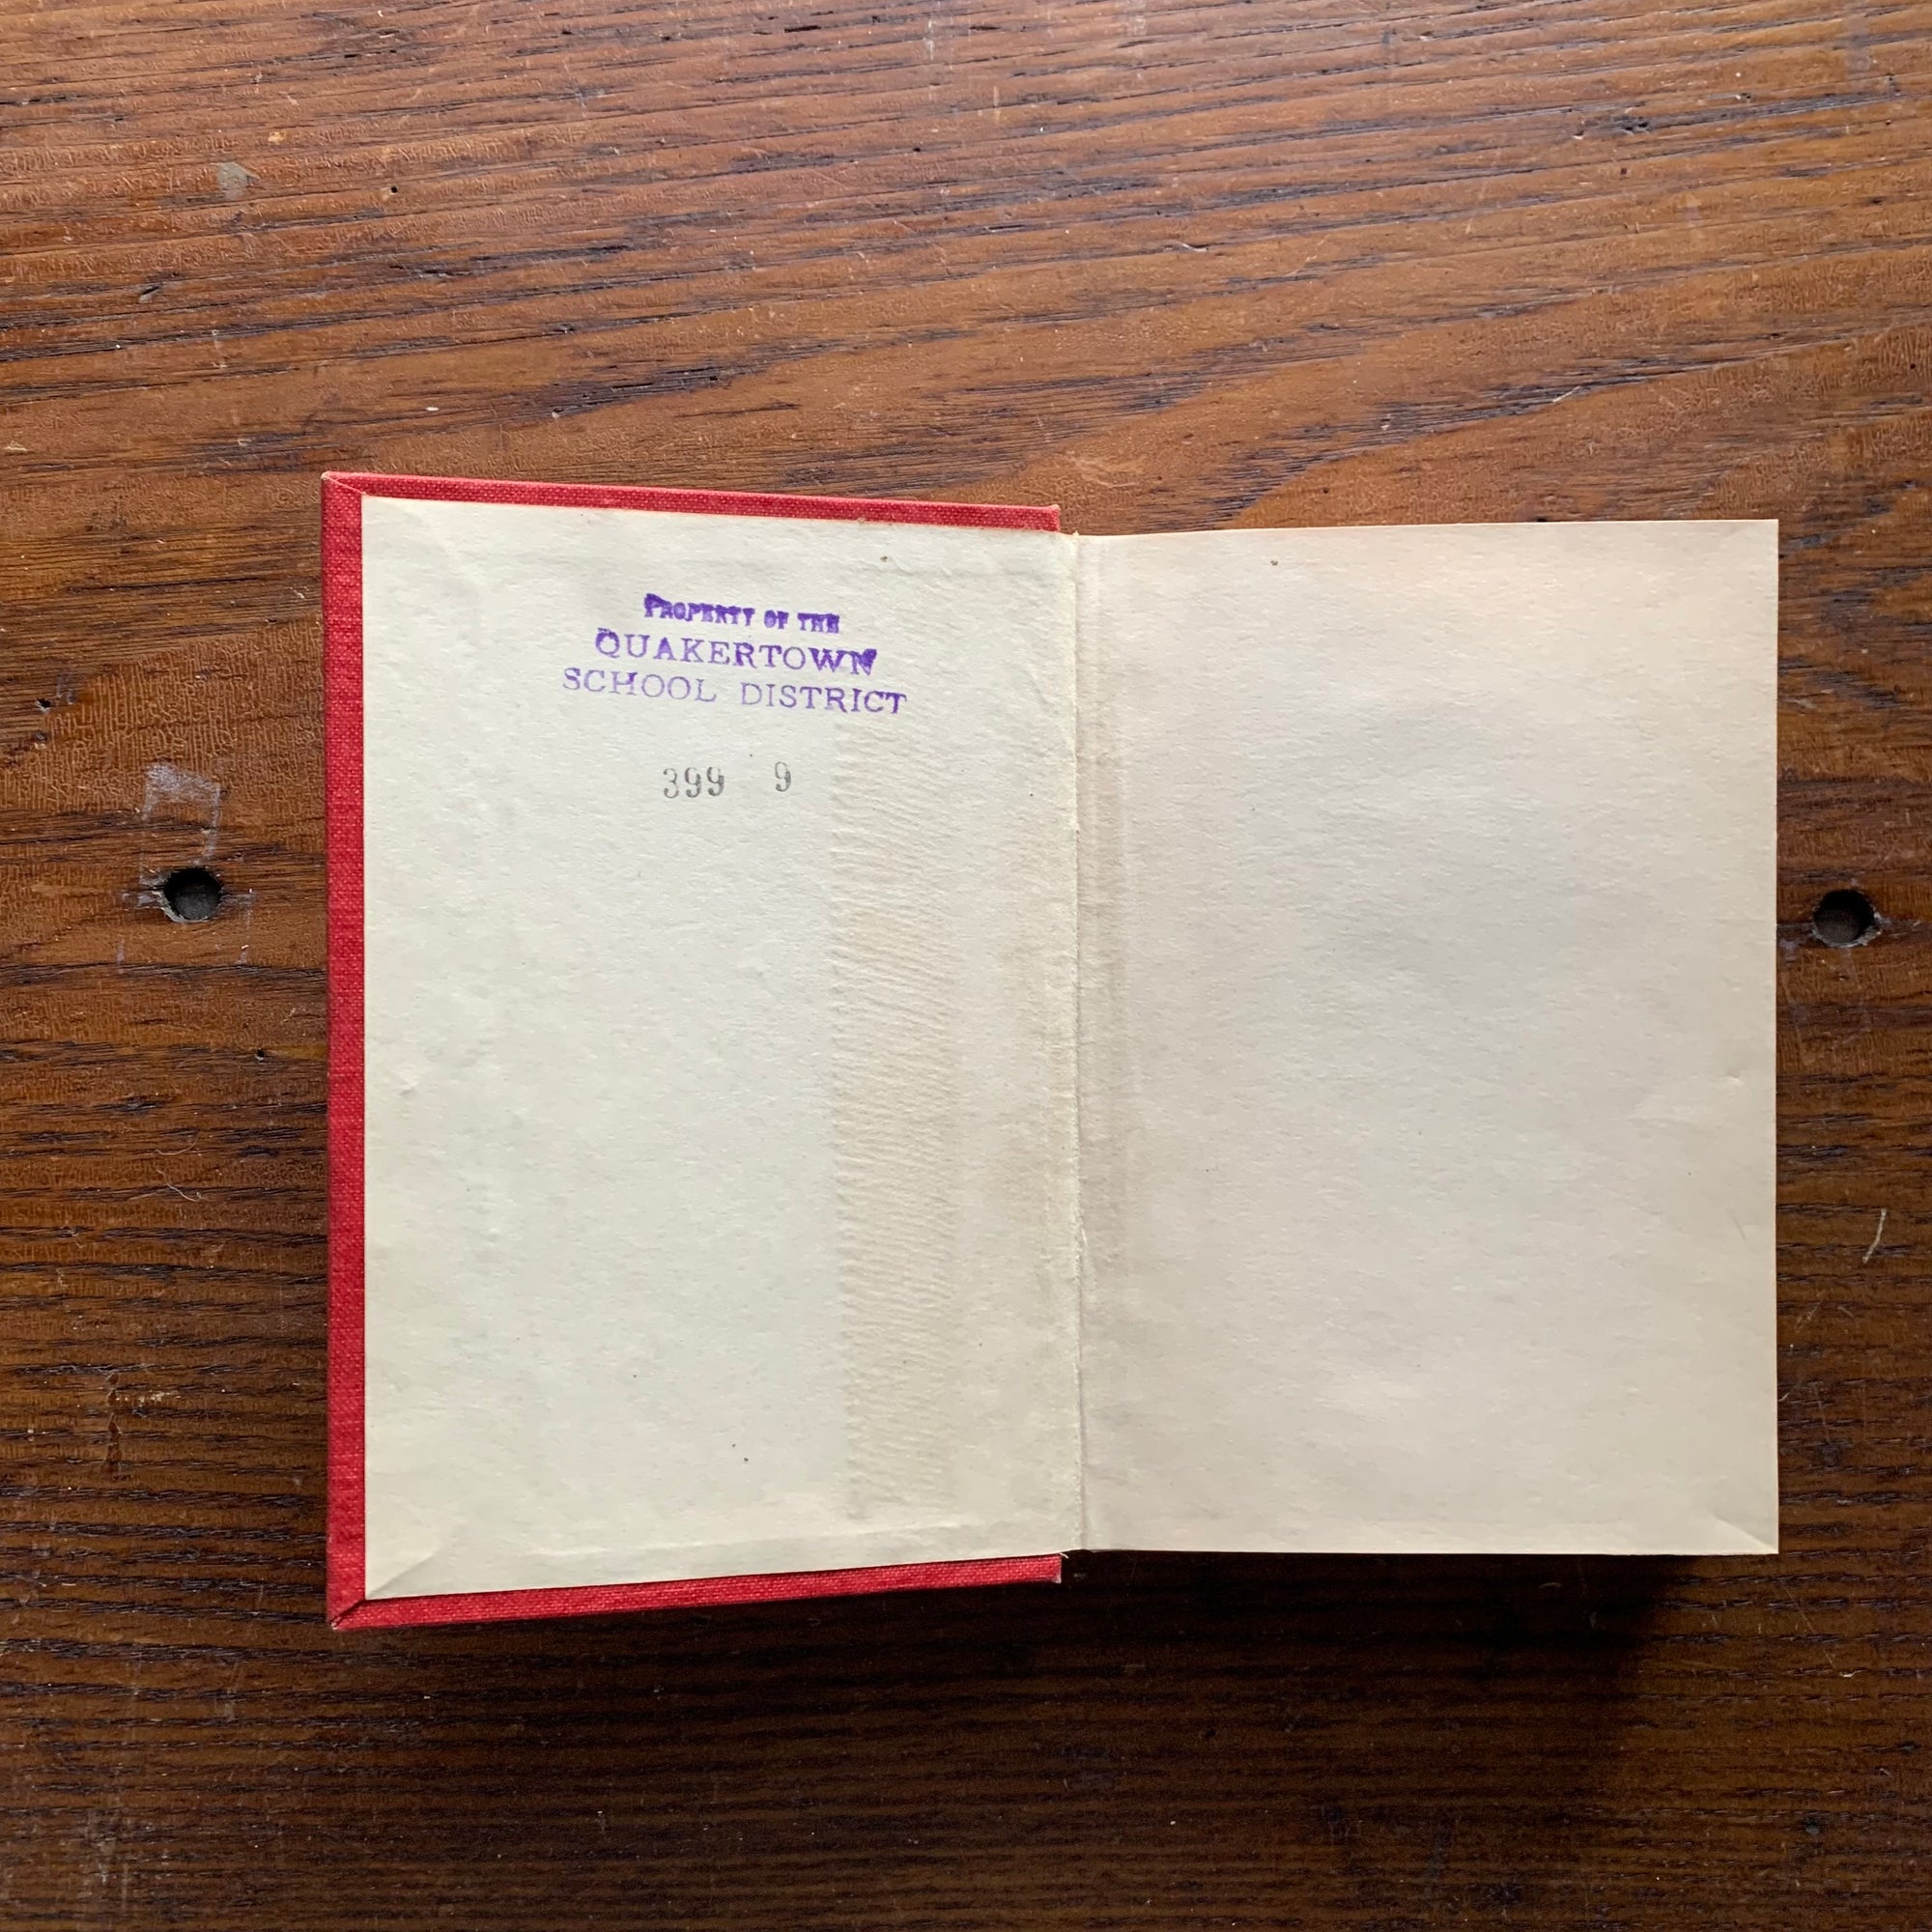 PROPERTY OF THE
QUAKERTOWN
SCHOOL DISTRICT
399 9